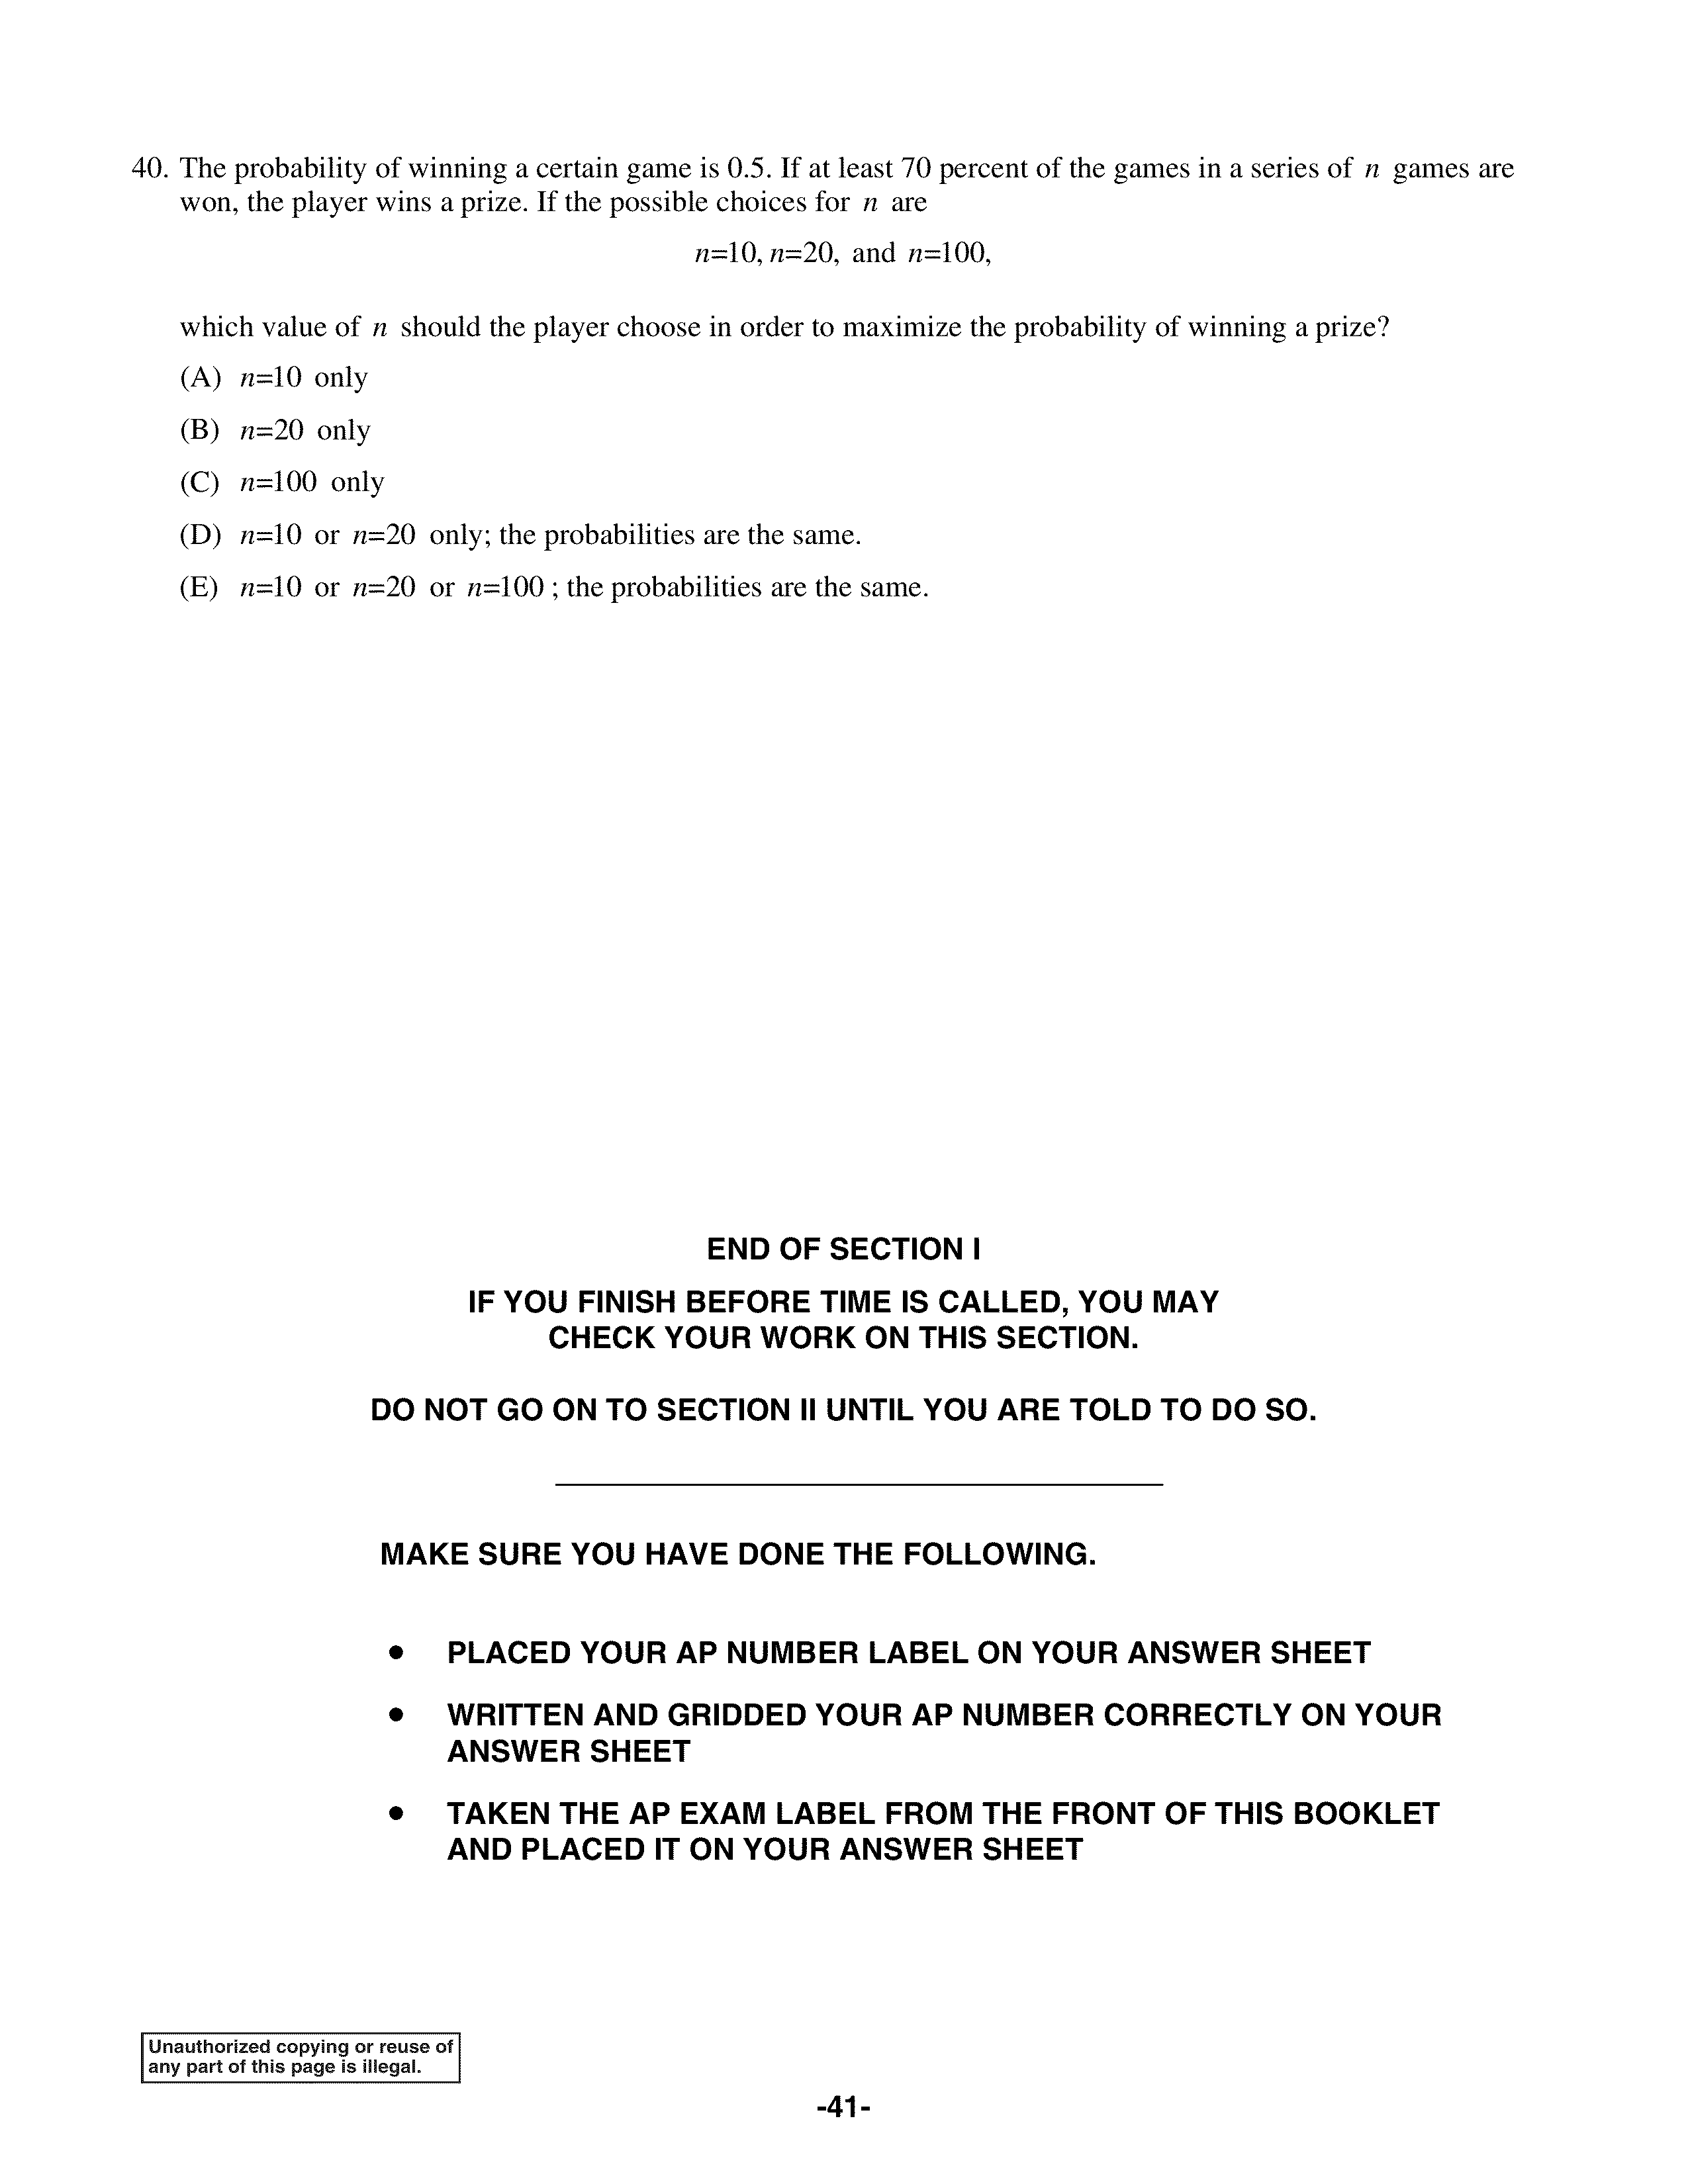 40. The probability of winning a certain game is 0.5. If at least 70 percent of the games in a series of n games are
won, the player wins a prize. If the possible choices for n are
n=10, n=20, and n=100,
which value of n should the player choose in order to maximize the probability of winning a prize?
(A) n=10 only
(B) n=20 only
(C) n=100 only
(D) n=10 or n=20 only; the probabilities are the same.
(E) n=10 or n=20 or n=100 ; the probabilities are the same.
END OF SECTION I
IF YOU FINISH BEFORE TIME IS CALLED, YOU MAY
CHECK YOUR WORK ON THIS SECTION.
DO NOT GO ON TO SECTION II UNTIL YOU ARE TOLD TO DO SO.
MAKE SURE YOU HAVE DONE THE FOLLOWING.
• PLACED YOUR AP NUMBER LABEL ON YOUR ANSWER SHEET
• WRITTEN AND GRIDDED YOUR AP NUMBER CORRECTLY ON YOUR
ANSWER SHEET
• TAKEN THE AP EXAM LABEL FROM THE FRONT OF THIS BOOKLET
AND PLACED IT ON YOUR ANSWER SHEET
Unauthorized copying or reuse of
any part of this page is illegal.
-41-